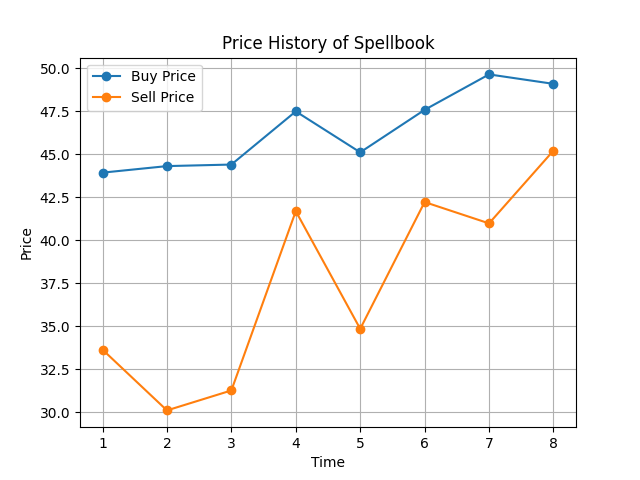 Price History of Spellbook
Buy Price
Sell Price
50.0
47.5
45.0
42.5
40.0
37.5
35.0
32.5
30.0
Price
1 2 3 4 5 6 7 8
Time